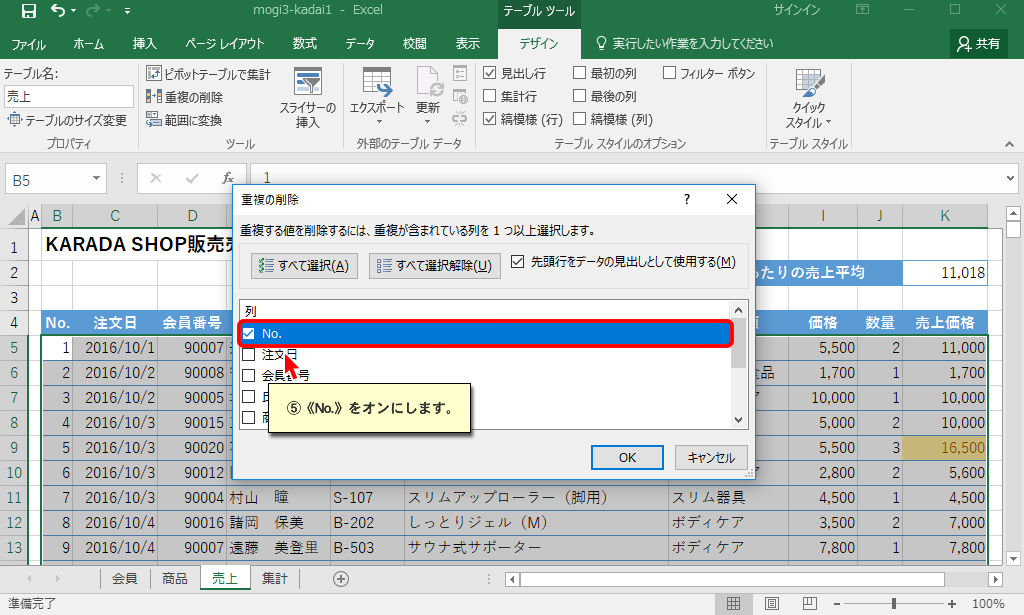 mogi3-kadai1 - Excel
テーブル ツール
サインイン
ファイル ホーム 挿入 ページ レイアウト 数式 データ 校閲 表示 デザイン 実行したい作業を入力してください 共有
テーブル名:
売上
テーブルのサイズ変更
プロパティ
ピボットテーブルで集計
重複の削除
範囲に変換
スライサーの
挿入
ツール
エクスポート
更新
外部のテーブル データ
見出し行 最初の列 フィルター ボタン
集計行 最後の列
縞模様 (行) 縞模様 (列)
テーブル スタイルのオプション
クイック
スタイル
テーブル スタイル
B5 fx 1
A B C D I J K
重複の削除 ?
重複する値を削除するには、重複が含まれている列を 1 つ以上選択します。
すべて選択(A) すべて選択解除(U) 先頭行をデータの見出しとして使用する(M)
列
No.
注文日
会員番号
⑤《No.》をオンにします。
OK キャンセル
1 KARADA SHOP販売
2 たりの売上平均 11,018
3
4 No. 注文日 会員番号 価格 数量 売上価格
5 1 2016/10/1 90007 5,500 2 11,000
6 2 2016/10/2 90008 食品 1,700 1 1,700
7 3 2016/10/2 90005 10,000 1 10,000
8 4 2016/10/3 90015 5,000 2 10,000
9 5 2016/10/3 90020 5,500 3 16,500
10 6 2016/10/3 90012 2,800 2 5,600
11 7 2016/10/3 90004 村山 瞳 S-107 スリムアップローラー（脚用） スリム器具 4,500 1 4,500
12 8 2016/10/4 90016 諸岡 保美 B-202 しっとりジェル（M） ボディケア 3,500 2 7,000
13 9 2016/10/4 90007 遠藤 美登里 B-503 サウナ式サポーター ボディケア 7,800 1 7,800
会員 商品 売上 集計
準備完了 100%